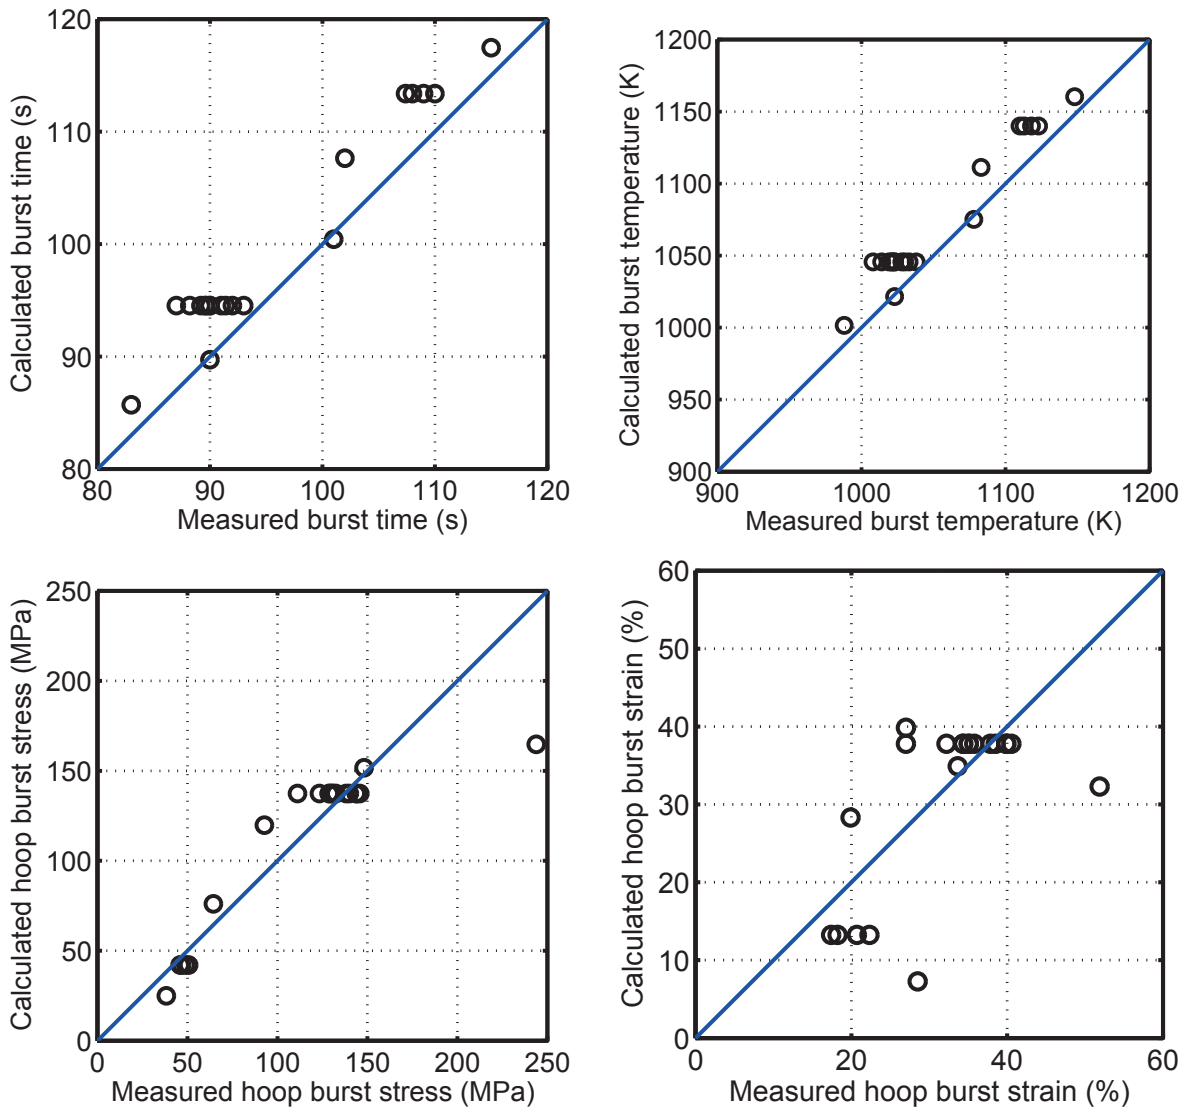 120
110
100
90
80
80 90 100 110 120
Calculated burst time (s)
Measured burst time (s)
1200
1150
1100
1050
1000
950
900
900 1000 1100 1200
Calculated burst temperature (K)
Measured burst temperature (K)
250
200
150
100
50
0
0 50 100 150 200 250
Calculated hoop burst stress (MPa)
Measured hoop burst stress (MPa)
60
50
40
30
20
10
0
0 20 40 60
Calculated hoop burst strain (%)
Measured hoop burst strain (%)